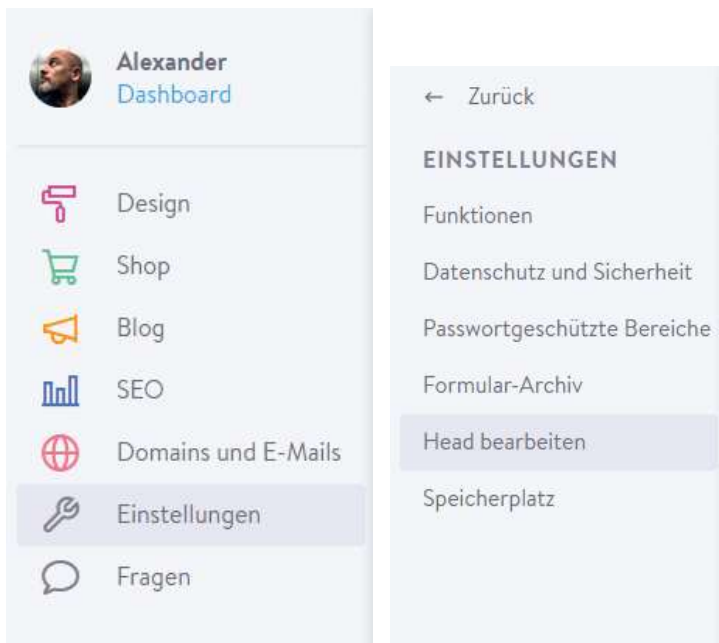 Alexander
Dashboard
Design
Shop
Blog
SEO
Domains und E-Mails
Einstellungen
Fragen
← Zurück
EINSTELLUNGEN
Funktionen
Datenschutz und Sicherheit
Passwortgeschützte Bereiche
Formular-Archiv
Head bearbeiten
Speicherplatz